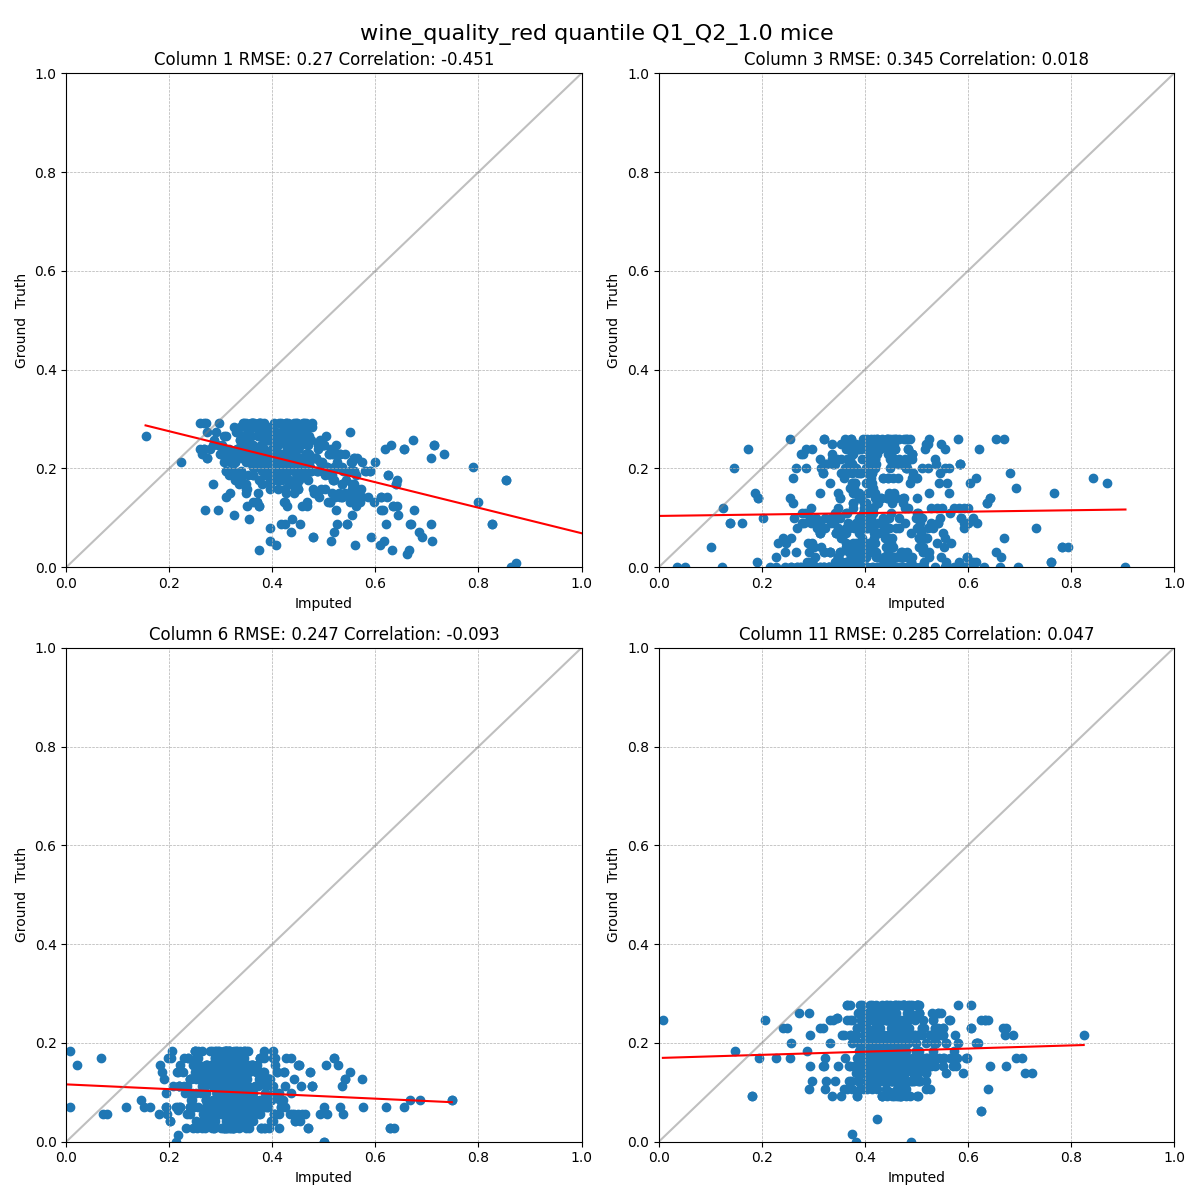 wine_quality_red quantile Q1_Q2_1.0 mice
Column 1 RMSE: 0.27 Correlation: -0.451
1.0
0.8
0.6
0.4
0.2
0.0
Ground Truth
0.0 0.2 0.4 0.6 0.8 1.0
Imputed
Column 3 RMSE: 0.345 Correlation: 0.018
1.0
0.8
0.6
0.4
0.2
0.0
Ground Truth
0.0 0.2 0.4 0.6 0.8 1.0
Imputed
Column 6 RMSE: 0.247 Correlation: -0.093
1.0
0.8
0.6
0.4
0.2
0.0
Ground Truth
0.0 0.2 0.4 0.6 0.8 1.0
Imputed
Column 11 RMSE: 0.285 Correlation: 0.047
1.0
0.8
0.6
0.4
0.2
0.0
Ground Truth
0.0 0.2 0.4 0.6 0.8 1.0
Imputed